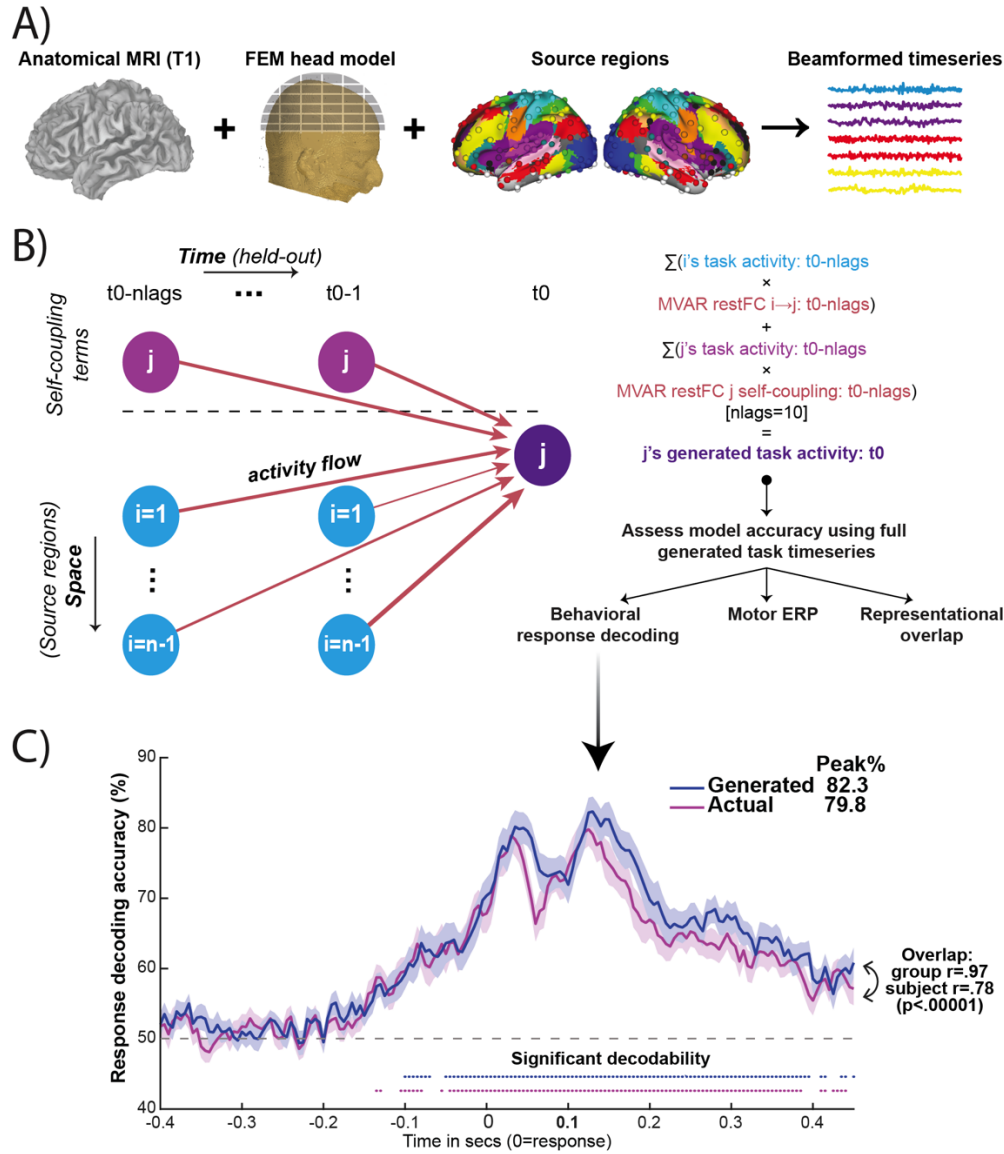 A)
Anatomical MRI (T1)
FEM head model
Source regions
Beamformed timeseries
+
+
B)
Time (held-out)
t0-nlags
...
t0-1
t0
Self-coupling
terms
j
j
j
activity flow
(Source regions)
Space
i=1
i=1
⋮
⋮
i=n-1
i=n-1
∑(i's task activity: t0-nlags
×
MVAR restFC i→j: t0-nlags)
+
∑(j's task activity: t0-nlags
×
MVAR restFC j self-coupling: t0-nlags)
[nlags=10]
=
j's generated task activity: t0
Assess model accuracy using full
generated task timeseries
Behavioral
response decoding
Motor ERP
Representational
overlap
C)
Response decoding accuracy (%)
90
80
70
60
50
40
Peak%
Generated 82.3
Actual 79.8
Overlap:
group r=.97
subject r=.78
(p<.00001)
Significant decodability
-0.4
-0.3
-0.2
-0.1
0
0.1
0.2
0.3
0.4
Time in secs (0=response)